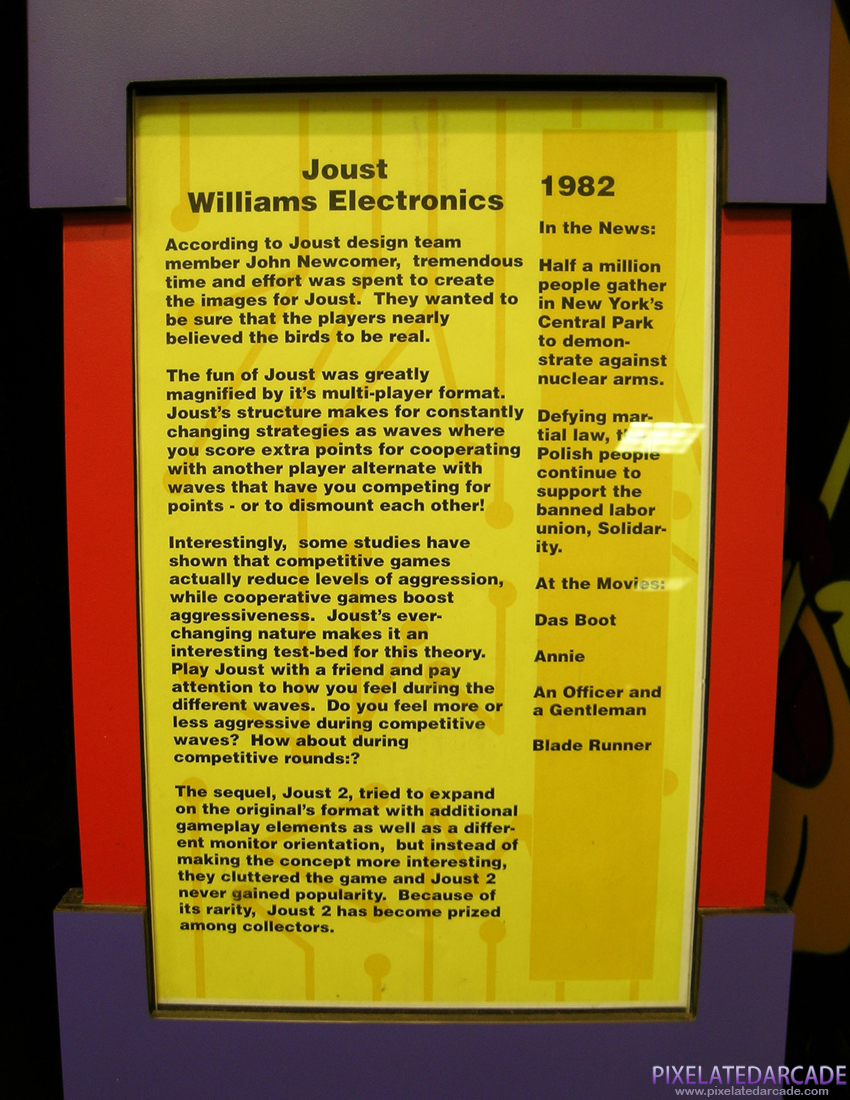 Joust
Williams Electronics
According to Joust design team
member John Newcomer, tremendous
time and effort was spent to create
the images for Joust. They wanted to
be sure that the players nearly
believed the birds to be real.
The fun of Joust was greatly
magnified by it's multi-player format.
Joust's structure makes for constantly
changing strategies as waves where
you score extra points for cooperating
with another player alternate with
waves that have you competing for
points - or to dismount each other!
Interestingly, some studies have
shown that competitive games
actually reduce levels of aggression,
while cooperative games boost
aggressiveness. Joust's ever-
changing nature makes it an
interesting test-bed for this theory.
Play Joust with a friend and pay
attention to how you feel during the
different waves. Do you feel more or
less aggressive during competitive
waves? How about during
competitive rounds:?
The sequel, Joust 2, tried to expand
on the original's format with additional
gameplay elements as well as a differ-
ent monitor orientation, but instead of
making the concept more interesting,
they cluttered the game and Joust 2
never gained popularity. Because of
its rarity, Joust 2 has become prized
among collectors.
1982
In the News:
Half a million
people gather
in New York's
Central Park
to demon-
strate against
nuclear arms.
Defying mar-
tial law,
Polish people
continue to
support the
banned labor
union, Solidar-
ity.
At the Movies:
Das Boot
Annie
An Officer and
a Gentleman
Blade Runner
PIXELATEDARCADE
www.pixelatedarcade.com